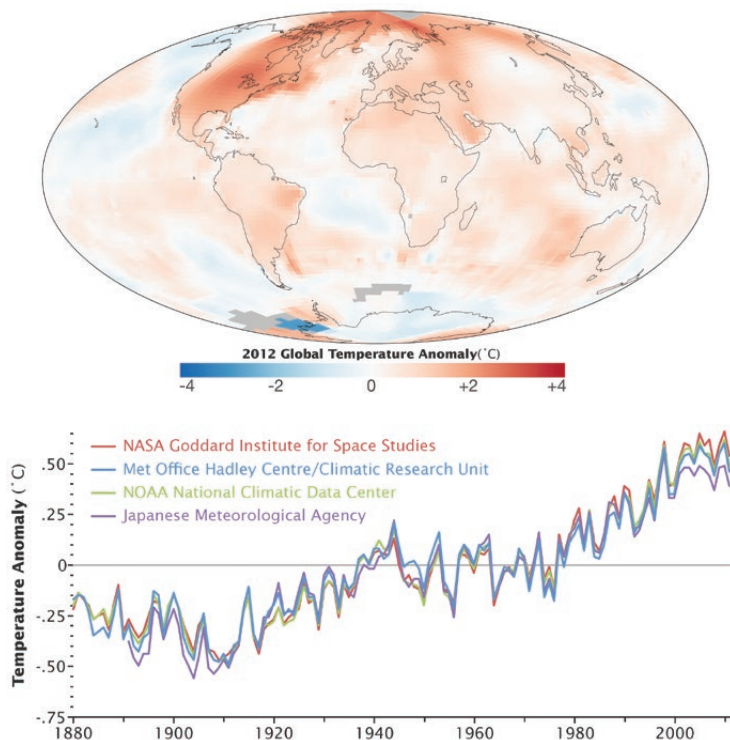 2012 Global Temperature Anomaly(˚C)
-4 -2 0 +2 +4
Temperature Anomaly (˚C)
.50
.25
0
-.25
-.50
-.75
NASA Goddard Institute for Space Studies
Met Office Hadley Centre/Climatic Research Unit
NOAA National Climatic Data Center
Japanese Meteorological Agency
1880 1900 1920 1940 1960 1980 2000